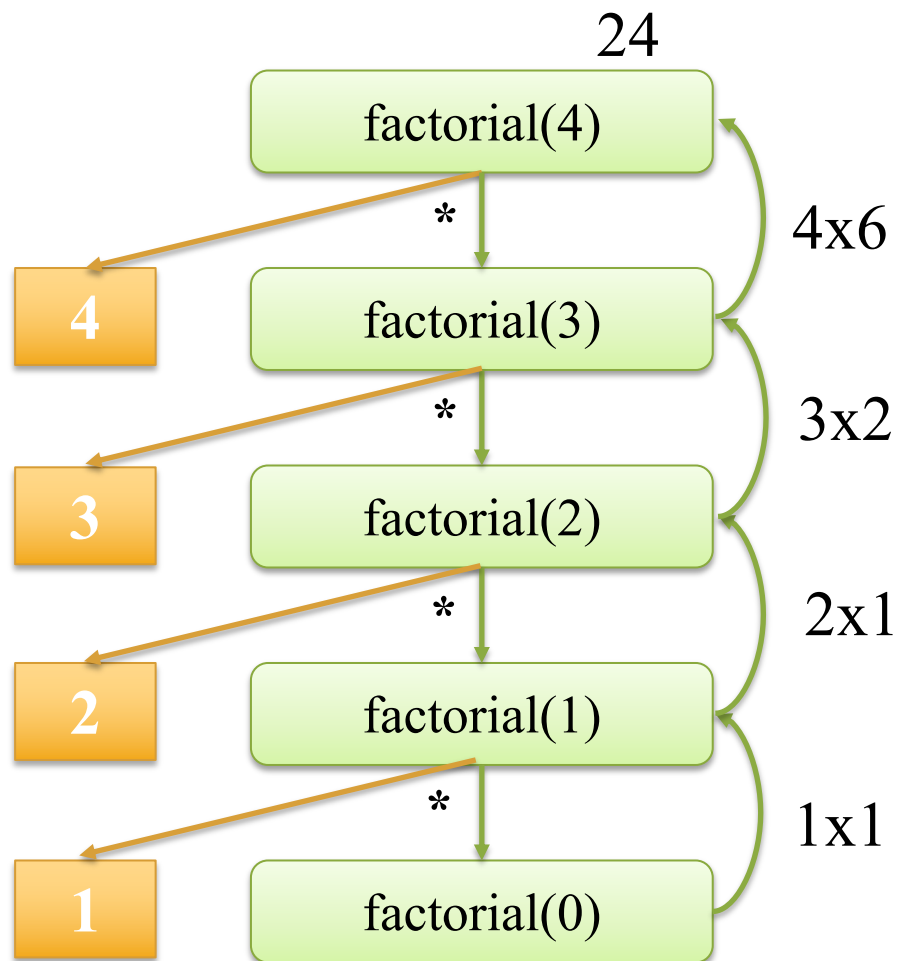 24
factorial(4)
*
4x6
4
factorial(3)
*
3x2
3
factorial(2)
*
2x1
2
factorial(1)
*
1x1
1
factorial(0)